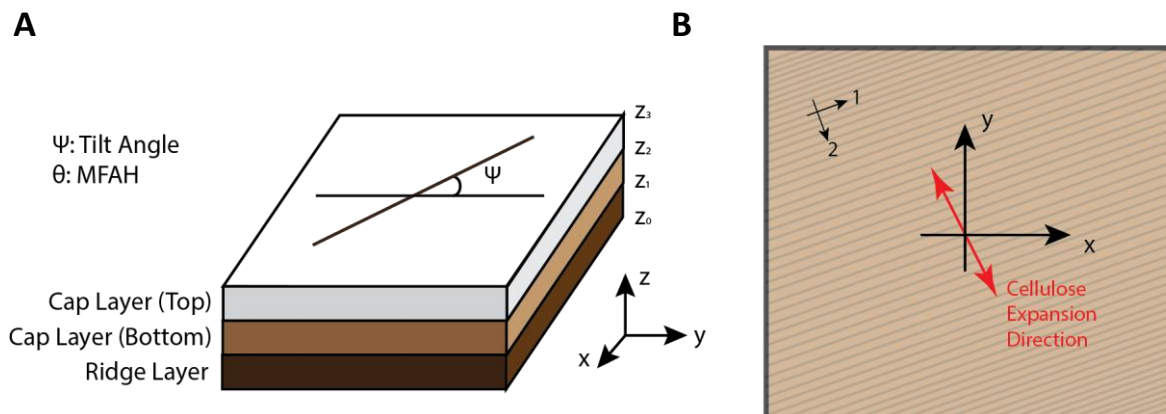 A
B
Ψ: Tilt Angle
θ: MFAH
Ψ
Z₃
Z₂
Z₁
Z₀
Cap Layer (Top)
Cap Layer (Bottom)
Ridge Layer
z
y
x
1
2
y
x
Cellulose
Expansion
Direction